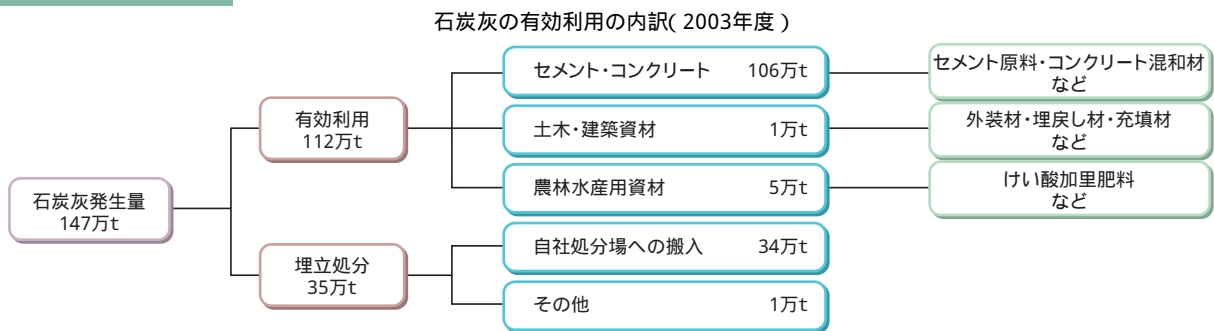 石炭灰の有効利用の内訳(2003年度)
石炭灰発生量
147万t
有効利用
112万t
セメント・コンクリート 106万t
セメント原料・コンクリート混和材
など
土木・建築資材 1万t
外装材・埋戻し材・充填材
など
農林水産用資材 5万t
けい酸加里肥料
など
埋立処分
35万t
自社処分場への搬入 34万t
その他 1万t